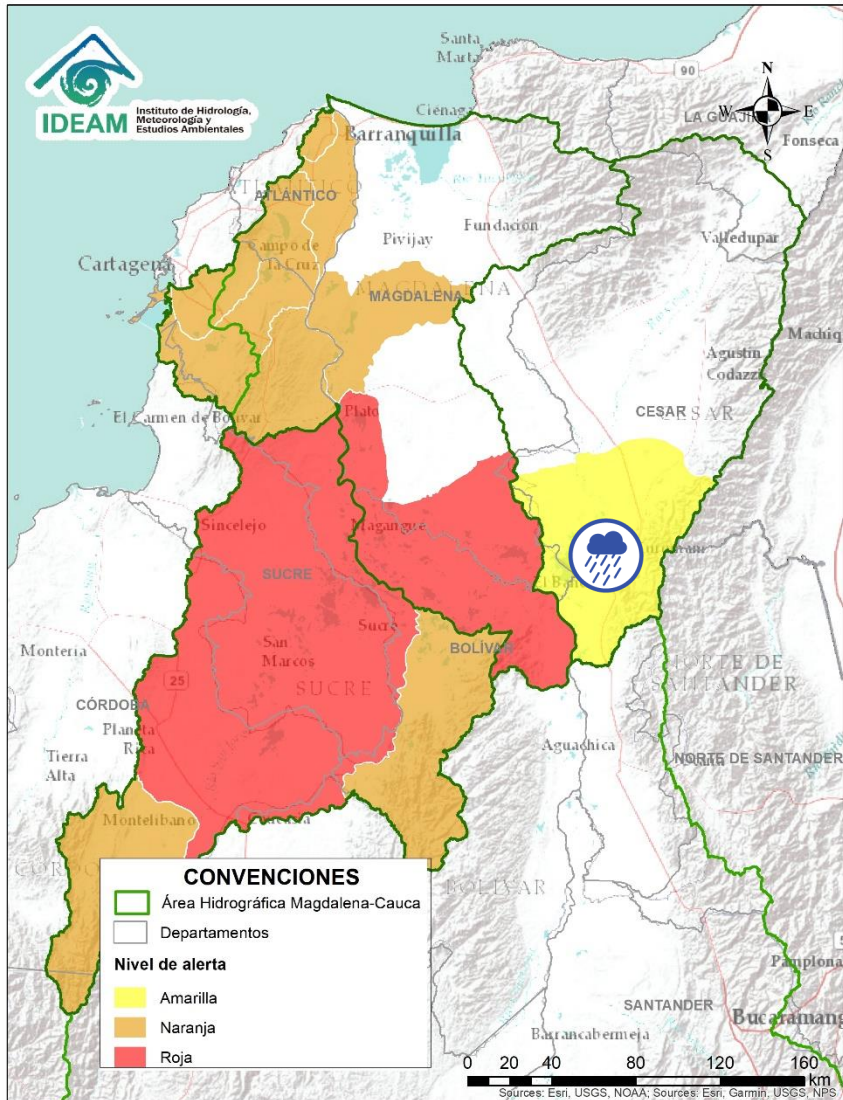 IDEAM
Instituto de Hidrología,
Meteorología y
Estudios Ambientales
Santa
Marta
90
N
W
E
S
LA GUAJI
Fonseca
Ciénaga
Barranquilla
ATLÁNTICO
Fundación
Pivijay
Valledupar
Campo de
la Cruz
Cartagena
MAGDALENA
MAGDALENA
Agustín
Codazzi
El Carmen de Bolívar
Plato
CESAR
CESAR
Sincelejo
Magangué
SUCRE
Sucre
BOLÍVAR
Montería
San
Marcos
SUCRE
25
NORTE DE
SANTANDER
CÓRDOBA
Planeta
Rica
Aguachica
Tierra
Alta
NORTE DE SANTANDER
Montelíbano
BOLÍVAR
CONVENCIONES
Área Hidrográfica Magdalena-Cauca
Departamentos
Nivel de alerta
Amarilla
Naranja
Roja
Pamplona
SANTANDER
Bucaramang
Barrancabermeja
0 20 40 80 120 160
km
Sources: Esri, USGS, NOAA; Sources: Esri, Garmin, USGS, NPS